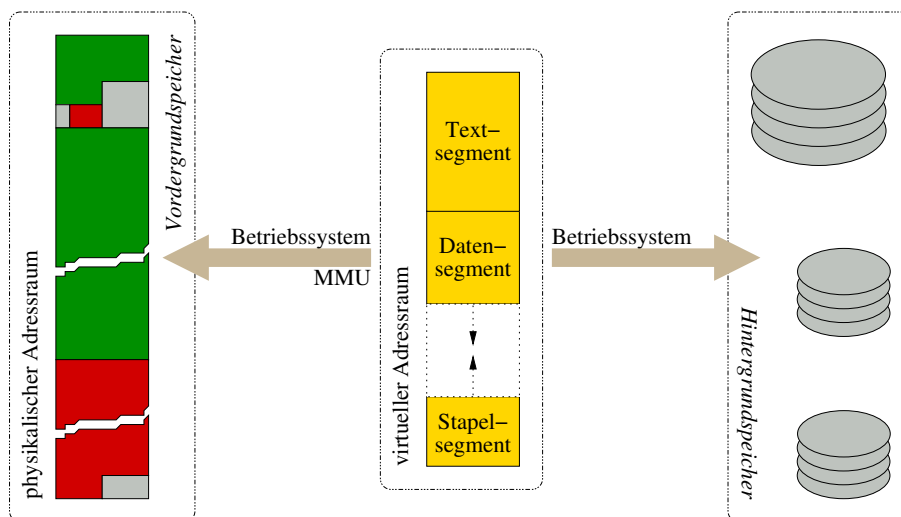 physikalischer Adressraum
Vordergrundspeicher
Betriebssystem
MMU
virtueller Adressraum
Text–
segment
Daten–
segment
Stapel–
segment
Betriebssystem
Hintergrundspeicher